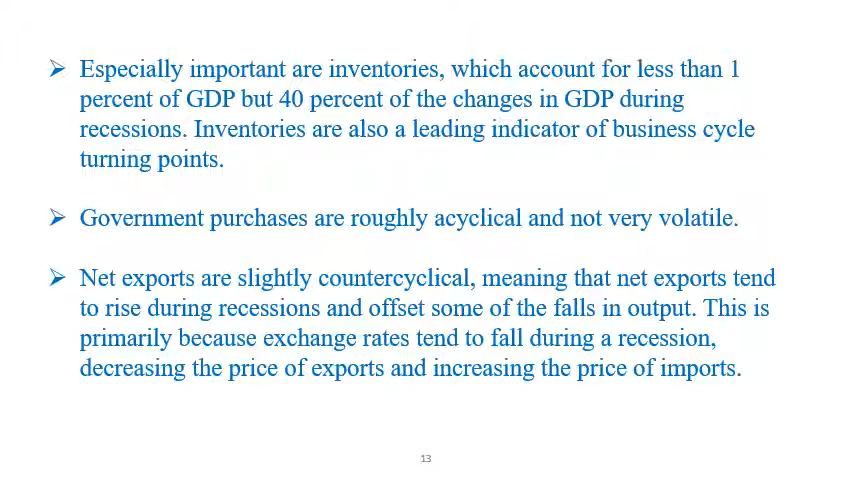 ➢ Especially important are inventories, which account for less than 1
percent of GDP but 40 percent of the changes in GDP during
recessions. Inventories are also a leading indicator of business cycle
turning points.
➢ Government purchases are roughly acyclical and not very volatile.
➢ Net exports are slightly countercyclical, meaning that net exports tend
to rise during recessions and offset some of the falls in output. This is
primarily because exchange rates tend to fall during a recession,
decreasing the price of exports and increasing the price of imports.
13